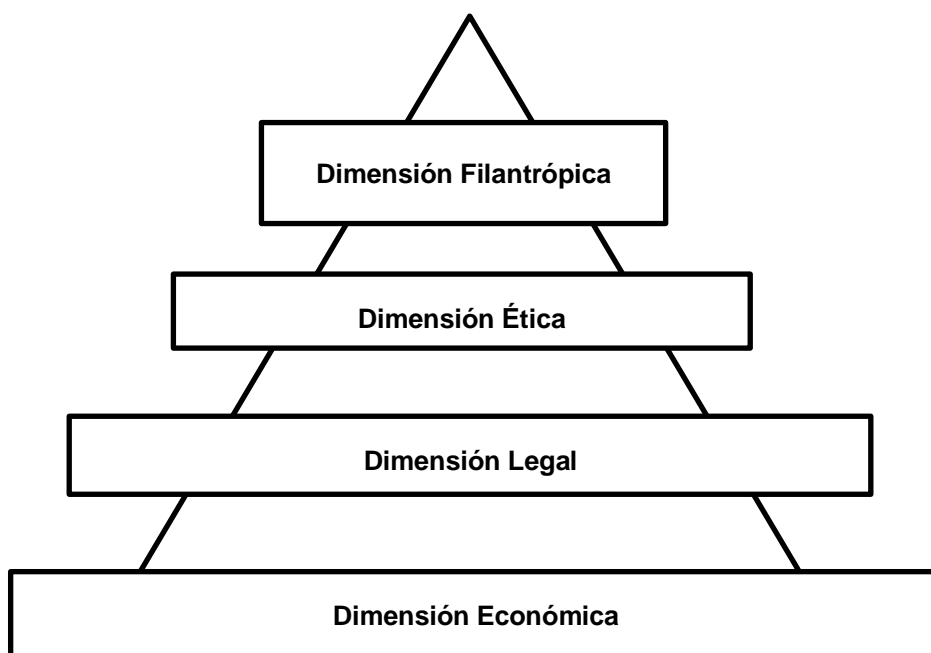 Dimensión Filantrópica
Dimensión Ética
Dimensión Legal
Dimensión Económica